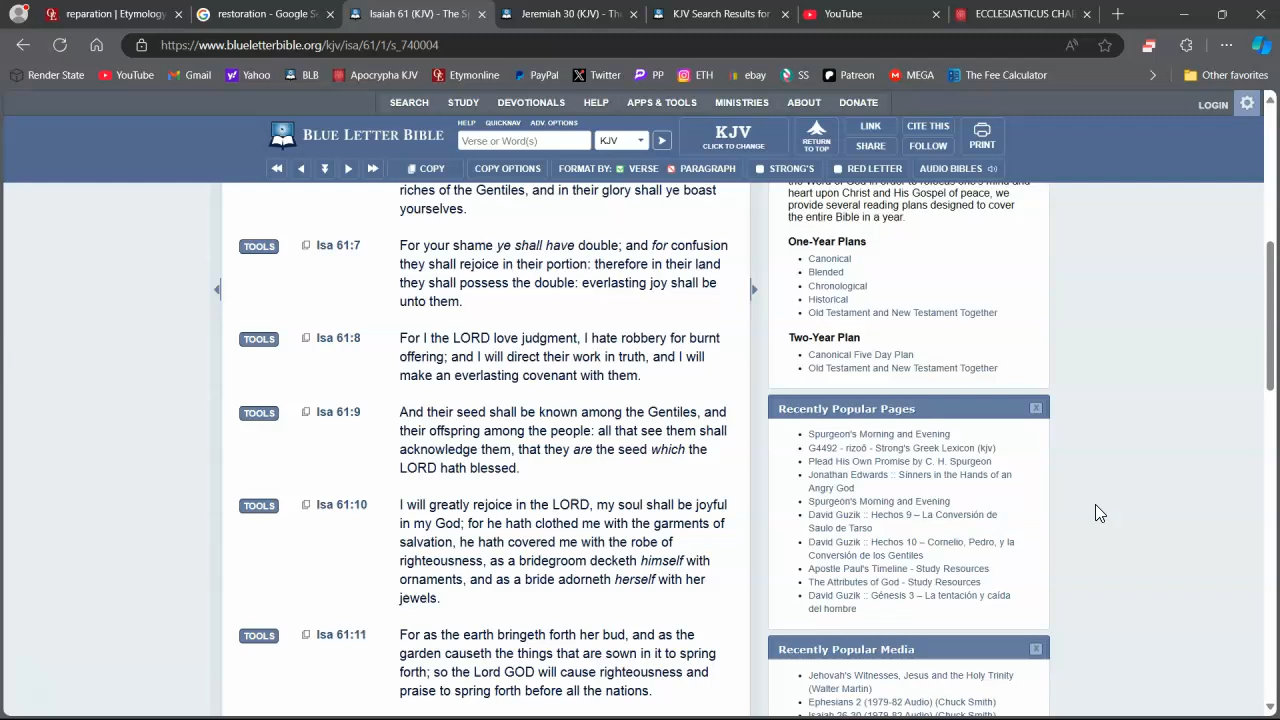 reparation | Etymology
restoration - Google S
Isaiah 61 (KJV) - The S
Jeremiah 30 (KJV) - The
KJV Search Results for
YouTube
ECCLESIASTICUS CHA
https://www.blueletterbible.org/kjv/isa/61/1/s_740004
Render State
YouTube
Gmail
Yahoo
BLB
Apocrypha KJV
Etymonline
PayPal
Twitter
PP
ETH
ebay
SS
Patreon
MEGA
The Fee Calculator
Other favorites
SEARCH STUDY DEVOTIONALS HELP APPS & TOOLS MINISTRIES ABOUT DONATE
LOGIN
BLUE LETTER BIBLE
HELP QUICKNAV ADV. OPTIONS
Verse or Word(s)
KJV
KJV
CLICK TO CHANGE
RETURN
TO TOP
LINK
CITE THIS
SHARE
FOLLOW
PRINT
COPY
COPY OPTIONS
FORMAT BY: VERSE PARAGRAPH
STRONG'S
RED LETTER
AUDIO BIBLES
riches of the Gentiles, and in their glory shall ye boast
yourselves.
TOOLS
Isa 61:7
For your shame ye shall have double; and for confusion
they shall rejoice in their portion: therefore in their land
they shall possess the double: everlasting joy shall be
unto them.
TOOLS
Isa 61:8
For I the LORD love judgment, I hate robbery for burnt
offering; and I will direct their work in truth, and I will
make an everlasting covenant with them.
TOOLS
Isa 61:9
And their seed shall be known among the Gentiles, and
their offspring among the people: all that see them shall
acknowledge them, that they are the seed which the
LORD hath blessed.
TOOLS
Isa 61:10
I will greatly rejoice in the LORD, my soul shall be joyful
in my God; for he hath clothed me with the garments of
salvation, he hath covered me with the robe of
righteousness, as a bridegroom decketh himself with
ornaments, and as a bride adorneth herself with her
jewels.
TOOLS
Isa 61:11
For as the earth bringeth forth her bud, and as the
garden causeth the things that are sown in it to spring
forth; so the Lord GOD will cause righteousness and
praise to spring forth before all the nations.
the Word of God in order to refocus one's mind and
heart upon Christ and His Gospel of peace, we
provide several reading plans designed to cover
the entire Bible in a year.
One-Year Plans
Canonical
Blended
Chronological
Historical
Old Testament and New Testament Together
Two-Year Plan
Canonical Five Day Plan
Old Testament and New Testament Together
Recently Popular Pages
x
Spurgeon's Morning and Evening
G4492 - rizoō - Strong's Greek Lexicon (kjv)
Plead His Own Promise by C. H. Spurgeon
Jonathan Edwards :: Sinners in the Hands of an
Angry God
Spurgeon's Morning and Evening
David Guzik :: Hechos 9 – La Conversión de
Saulo de Tarso
David Guzik :: Hechos 10 – Cornelio, Pedro, y la
Conversión de los Gentiles
Apostle Paul's Timeline - Study Resources
The Attributes of God - Study Resources
David Guzik :: Génesis 3 – La tentación y caída
del hombre
Recently Popular Media
x
Jehovah's Witnesses, Jesus and the Holy Trinity
(Walter Martin)
Ephesians 2 (1979-82 Audio) (Chuck Smith)
Isaiah 26-30 (1979-82 Audio) (Chuck Smith)